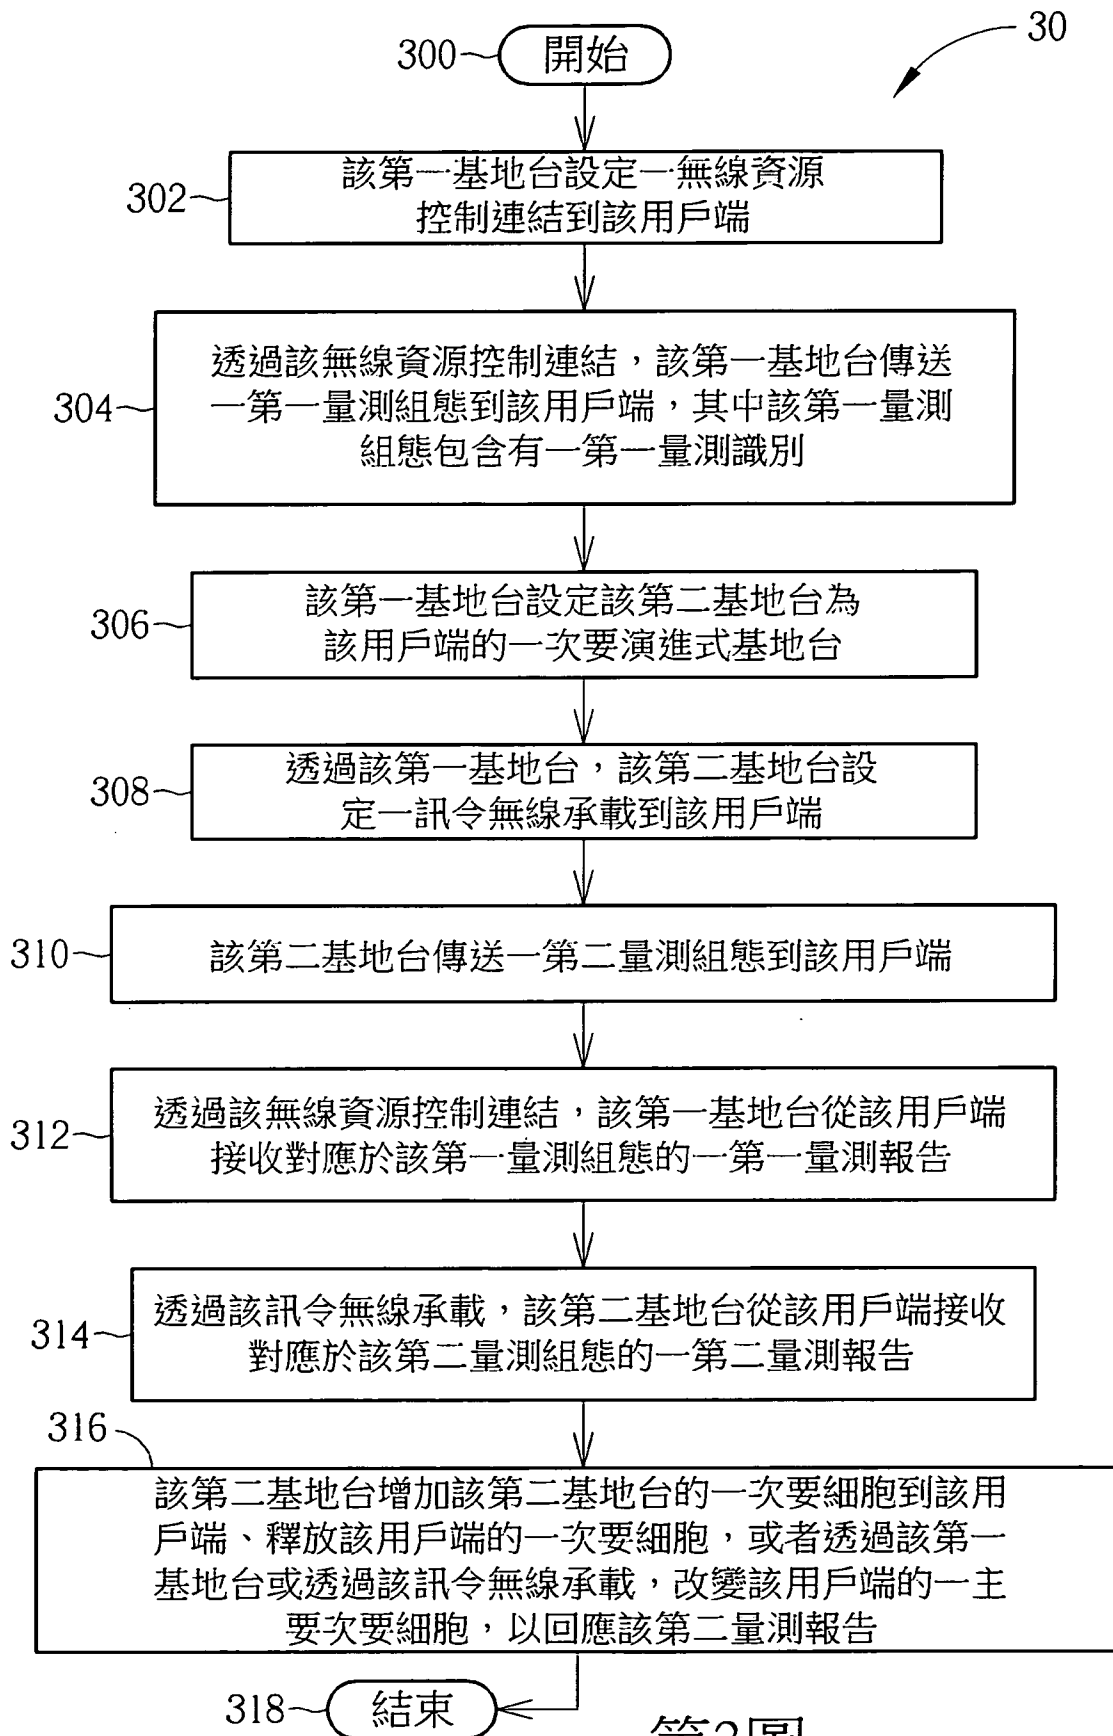 30
300
開始
302
該第一基地台設定一無線資源
控制連結到該用戶端
304
透過該無線資源控制連結，該第一基地台傳送
一第一量測組態到該用戶端，其中該第一量測
組態包含有一第一量測識別
306
該第一基地台設定該第二基地台為
該用戶端的一次要演進式基地台
308
透過該第一基地台，該第二基地台設
定一訊令無線承載到該用戶端
310
該第二基地台傳送一第二量測組態到該用戶端
312
透過該無線資源控制連結，該第一基地台從該用戶端
接收對應於該第一量測組態的一第一量測報告
314
透過該訊令無線承載，該第二基地台從該用戶端接收
對應於該第二量測組態的一第二量測報告
316
該第二基地台增加該第二基地台的一次要細胞到該用
戶端、釋放該用戶端的一次要細胞，或者透過該第一
基地台或透過該訊令無線承載，改變該用戶端的一主
要次要細胞，以回應該第二量測報告
318
結束
第3圖